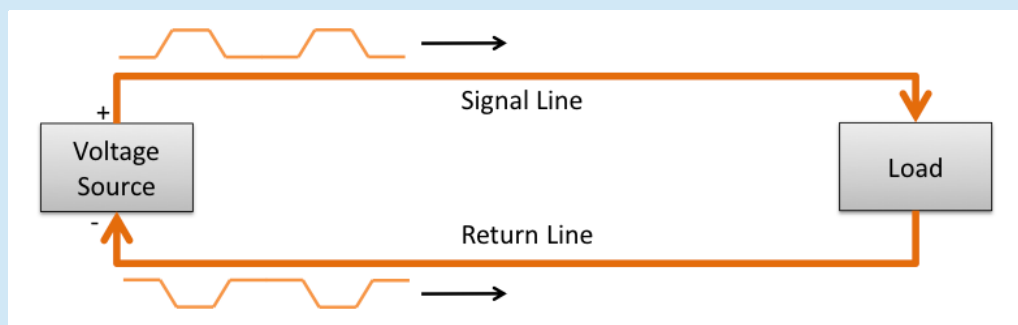 Signal Line
+
Voltage
Source
-
Load
Return Line